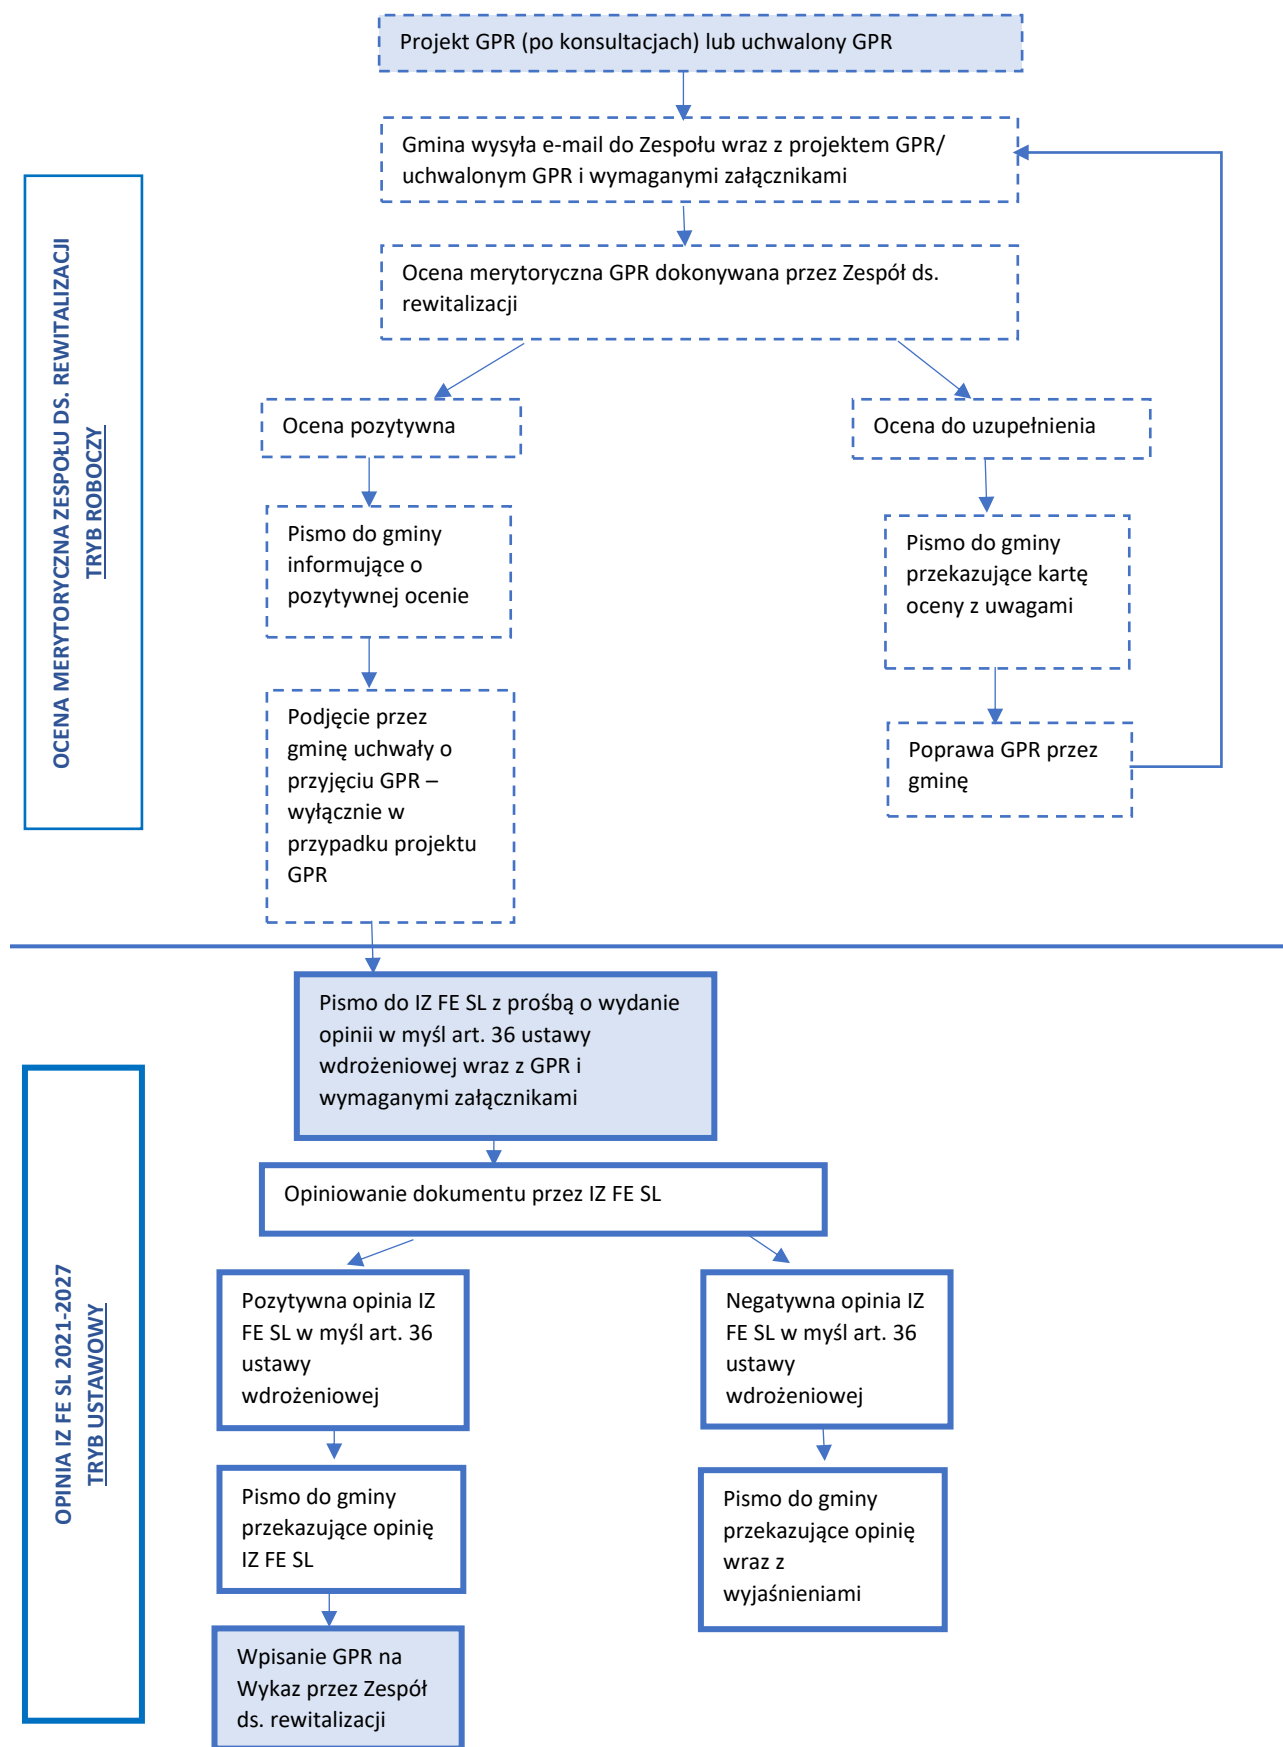 Projekt GPR (po konsultacjach) lub uchwalony GPR
Gmina wysyła e-mail do Zespołu wraz z projektem GPR/
uchwalonym GPR i wymaganymi załącznikami
OCENA MERYTORYCZNA ZESPOŁU DS. REWITALIZACJI
TRYB ROBOCZY
Ocena merytoryczna GPR dokonywana przez Zespół ds.
rewitalizacji
Ocena pozytywna
Ocena do uzupełnienia
Pismo do gminy
informujące o
pozytywnej ocenie
Pismo do gminy
przekazujące kartę
oceny z uwagami
Podjęcie przez
gminę uchwały o
przyjęciu GPR –
wyłącznie w
przypadku projektu
GPR
Poprawa GPR przez
gminę
Pismo do IZ FE SL z prośbą o wydanie
opinii w myśl art. 36 ustawy
wdrożeniowej wraz z GPR i
wymaganymi załącznikami
OPINIA IZ FE SL 2021-2027
TRYB USTAWOWY
Opiniowanie dokumentu przez IZ FE SL
Pozytywna opinia IZ
FE SL w myśl art. 36
ustawy
wdrożeniowej
Negatywna opinia IZ
FE SL w myśl art. 36
ustawy
wdrożeniowej
Pismo do gminy
przekazujące opinię
IZ FE SL
Pismo do gminy
przekazujące opinię
wraz z
wyjaśnieniami
Wpisanie GPR na
Wykaz przez Zespół
ds. rewitalizacji